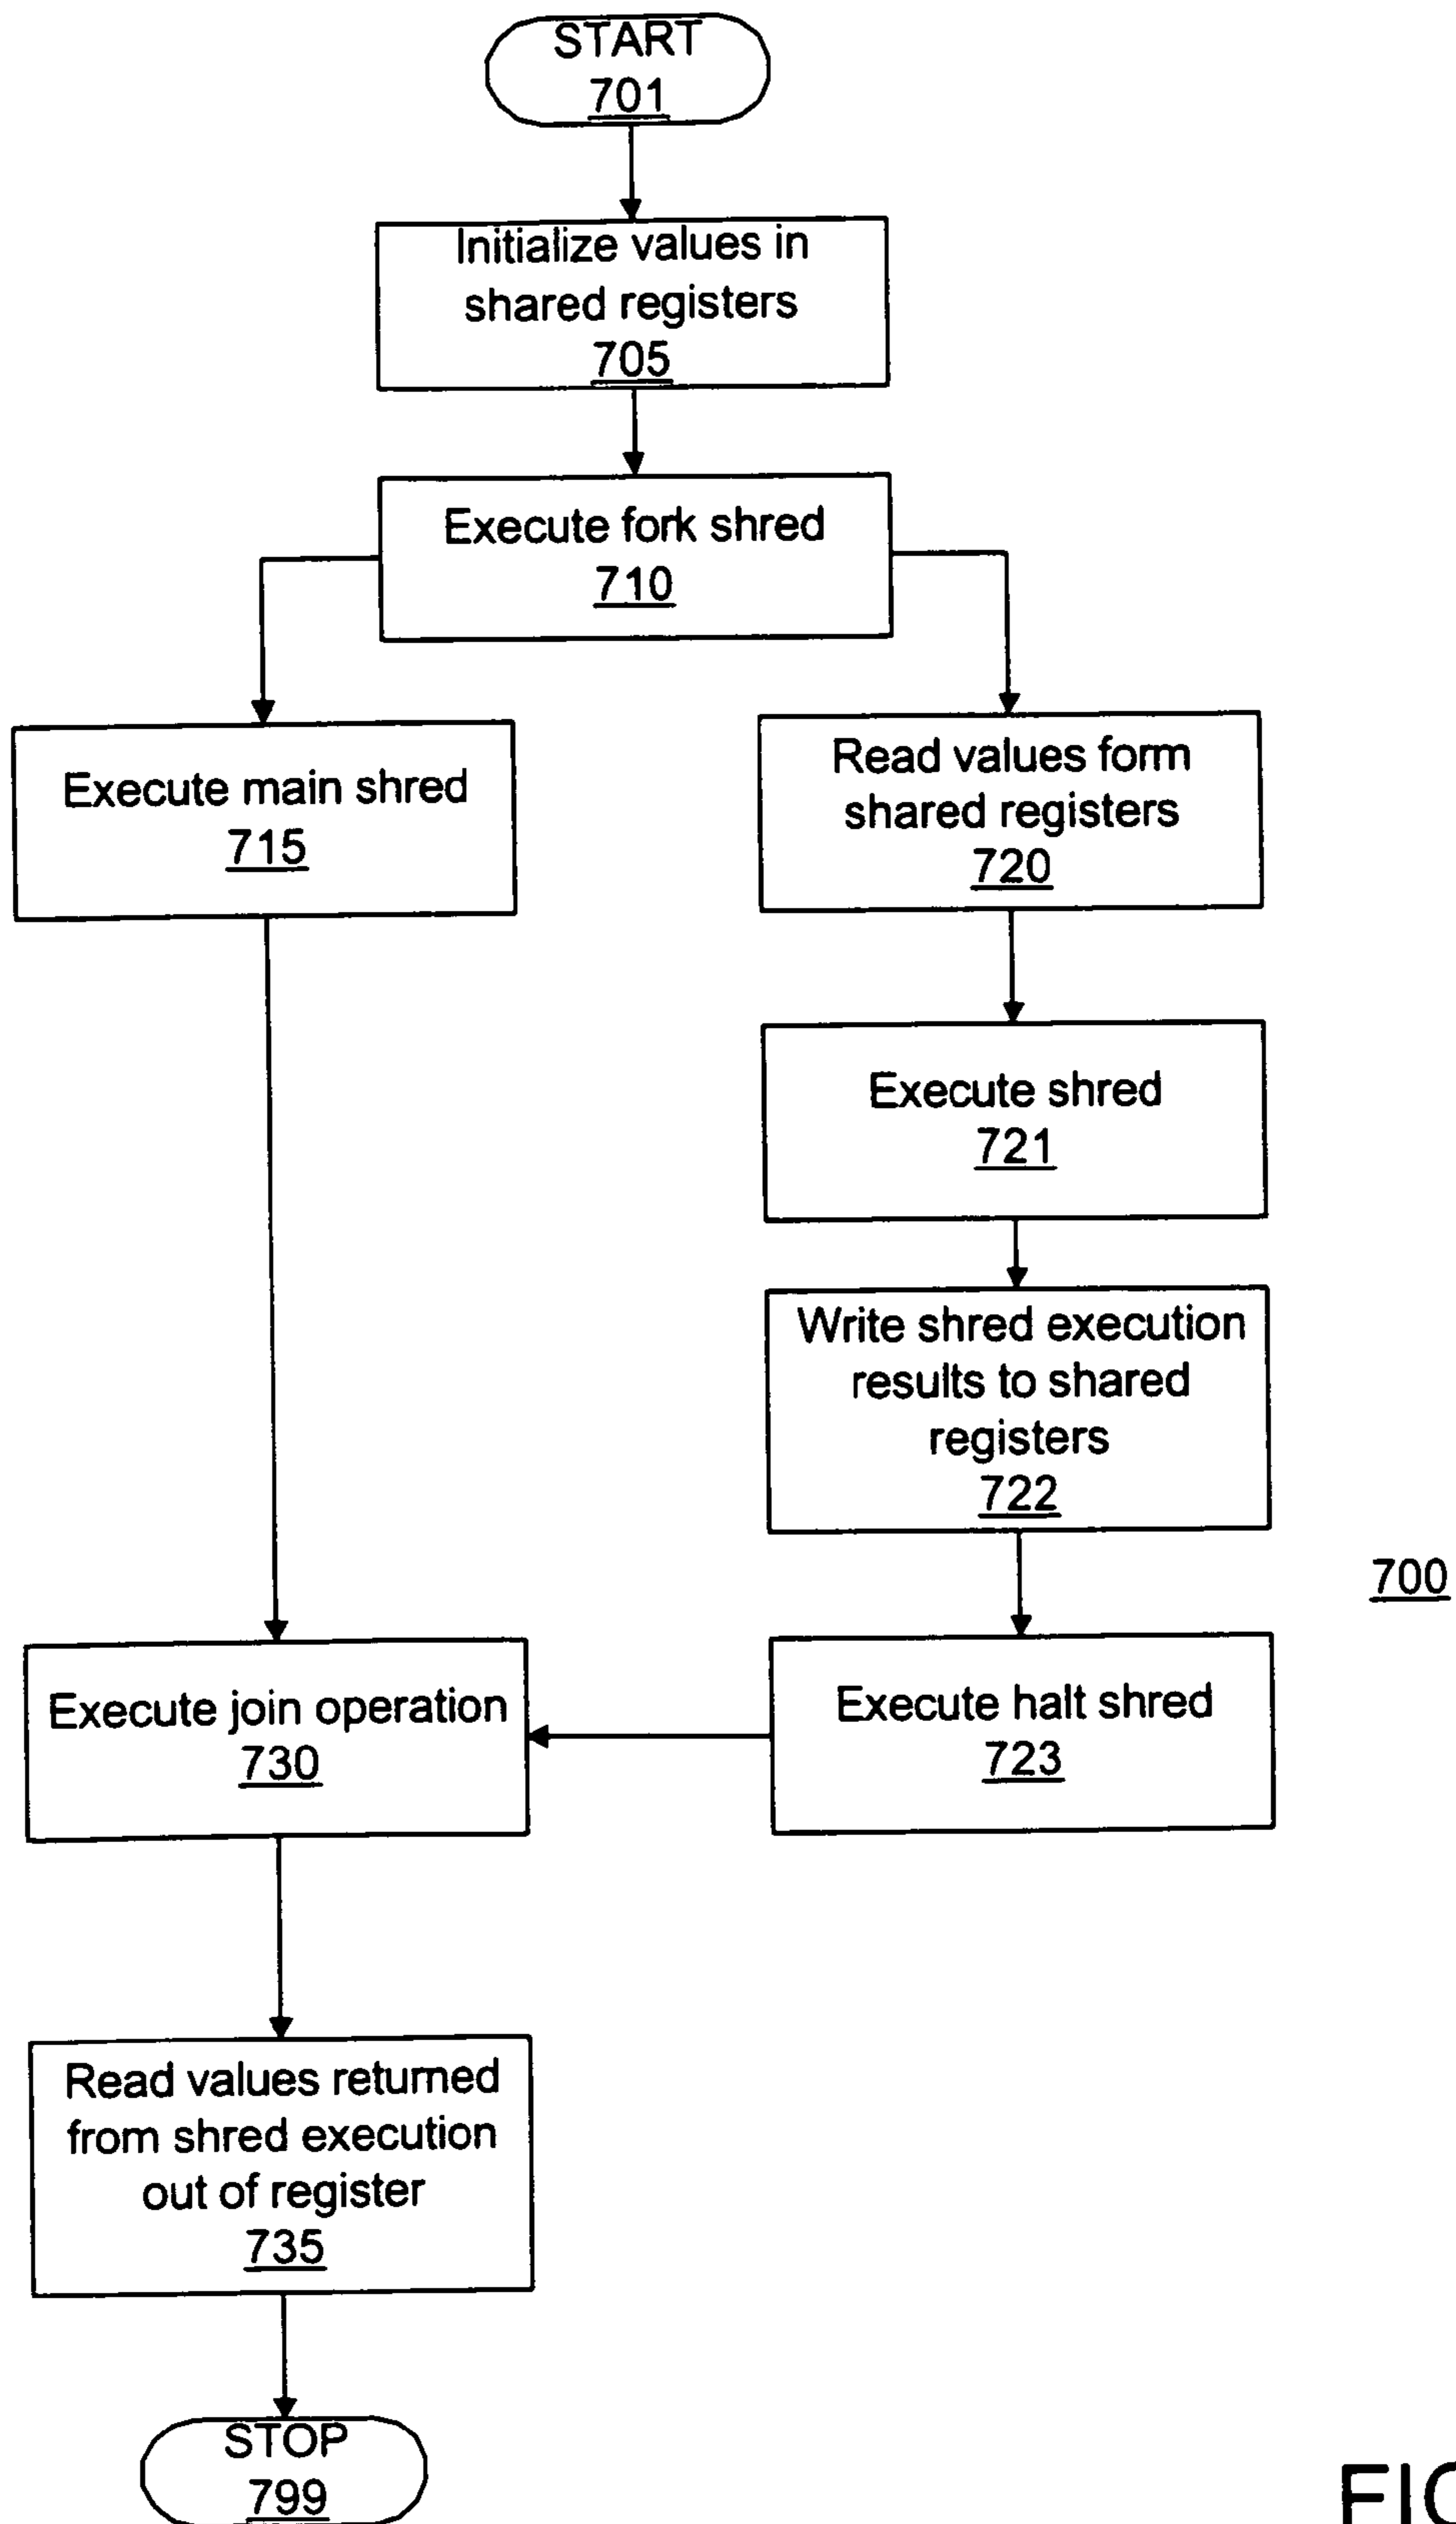 START
701
Initialize values in
shared registers
705
Execute fork shred
710
Execute main shred
715
Read values form
shared registers
720
Execute shred
721
Write shred execution
results to shared
registers
722
700
Execute join operation
730
Execute halt shred
723
Read values returned
from shred execution
out of register
735
STOP
799